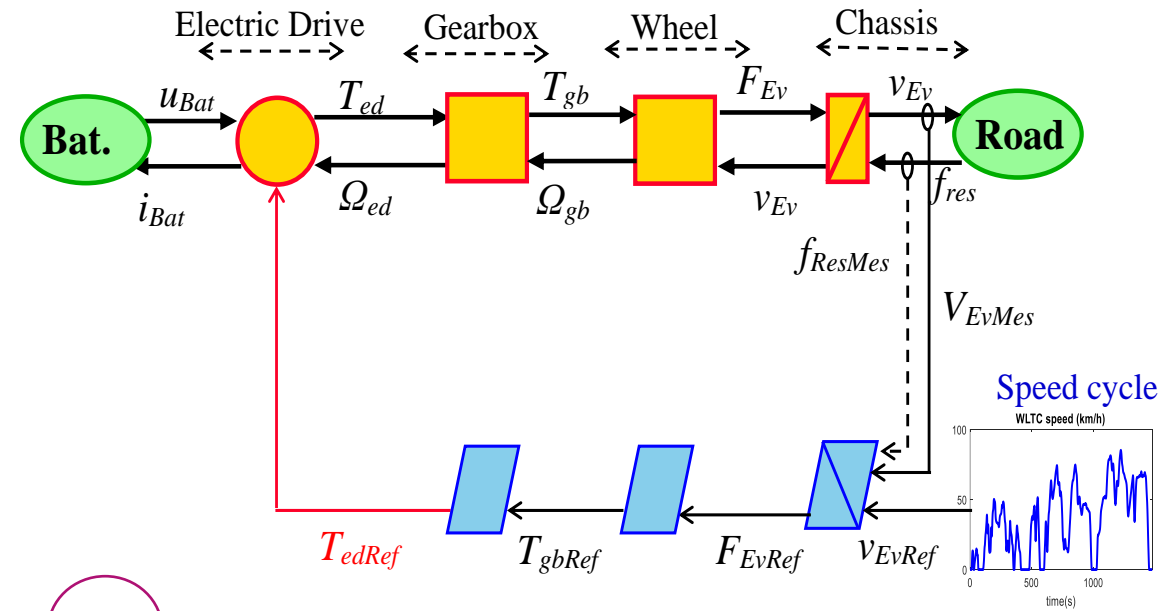 Electric Drive
Gearbox
Wheel
Chassis
u_Bat
T_ed
T_gb
F_Ev
v_Ev
Bat.
Road
i_Bat
Ω_ed
Ω_gb
v_Ev
f_res
f_ResMes
V_EvMes
Speed cycle
WLTC speed (km/h)
100
50
0
0
500
1000
time(s)
T_edRef
T_gbRef
F_EvRef
v_EvRef